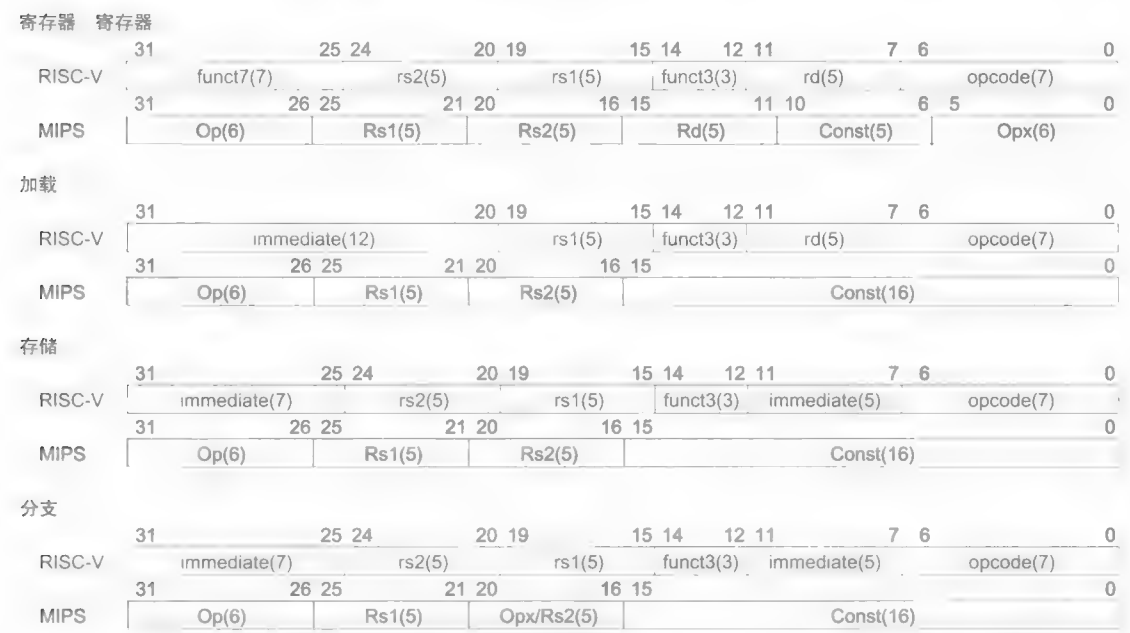 寄存器 寄存器
31 25 24 20 19 15 14 12 11 7 6 0
RISC-V funct7(7) rs2(5) rs1(5) funct3(3) rd(5) opcode(7)
31 26 25 21 20 16 15 11 10 6 5 0
MIPS Op(6) Rs1(5) Rs2(5) Rd(5) Const(5) Opx(6)
加载
31 20 19 15 14 12 11 7 6 0
RISC-V immediate(12) rs1(5) funct3(3) rd(5) opcode(7)
31 26 25 21 20 16 15 0
MIPS Op(6) Rs1(5) Rs2(5) Const(16)
存储
31 25 24 20 19 15 14 12 11 7 6 0
RISC-V immediate(7) rs2(5) rs1(5) funct3(3) immediate(5) opcode(7)
31 26 25 21 20 16 15 0
MIPS Op(6) Rs1(5) Rs2(5) Const(16)
分支
31 25 24 20 19 15 14 12 11 7 6 0
RISC-V immediate(7) rs2(5) rs1(5) funct3(3) immediate(5) opcode(7)
31 26 25 21 20 16 15 0
MIPS Op(6) Rs1(5) Opx/Rs2(5) Const(16)